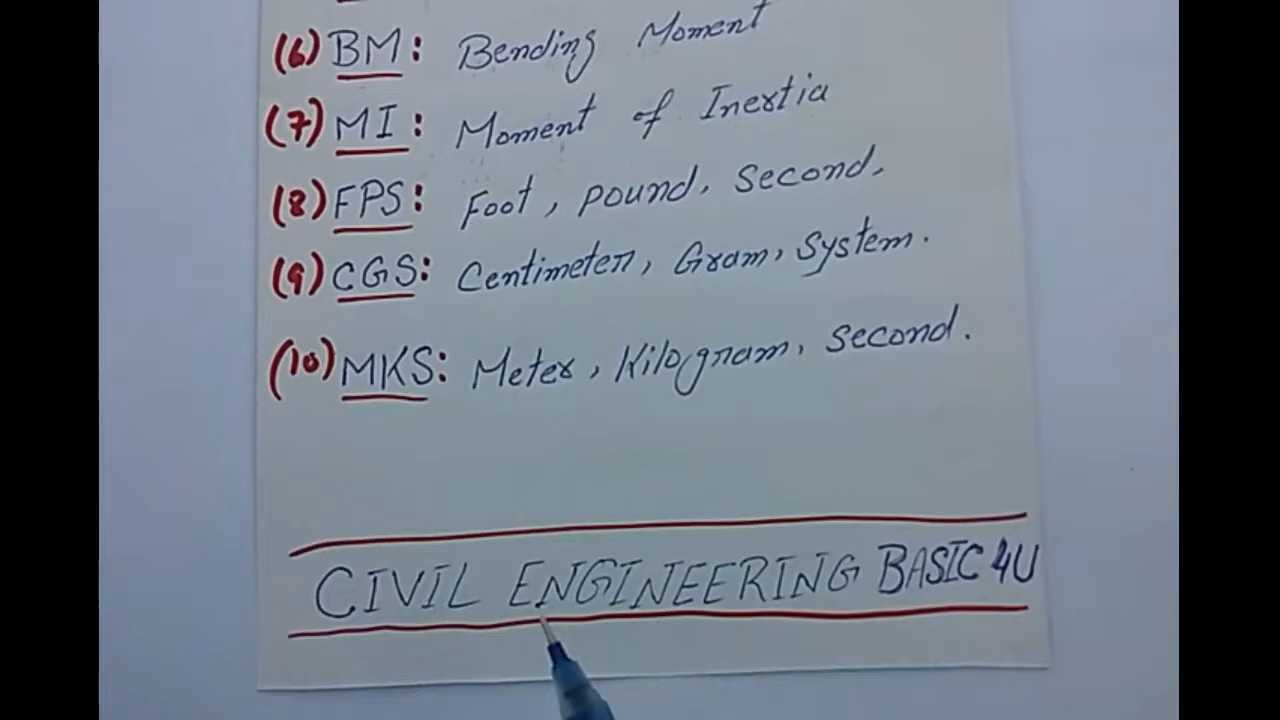 (6) BM: Bending Moment
(7) MI: Moment of Inertia
(8) FPS: Foot, pound, second.
(9) CGS: Centimeter, Gram, System.
(10) MKS: Meter, Kilogram, second.
CIVIL ENGINEERING BASIC 4U